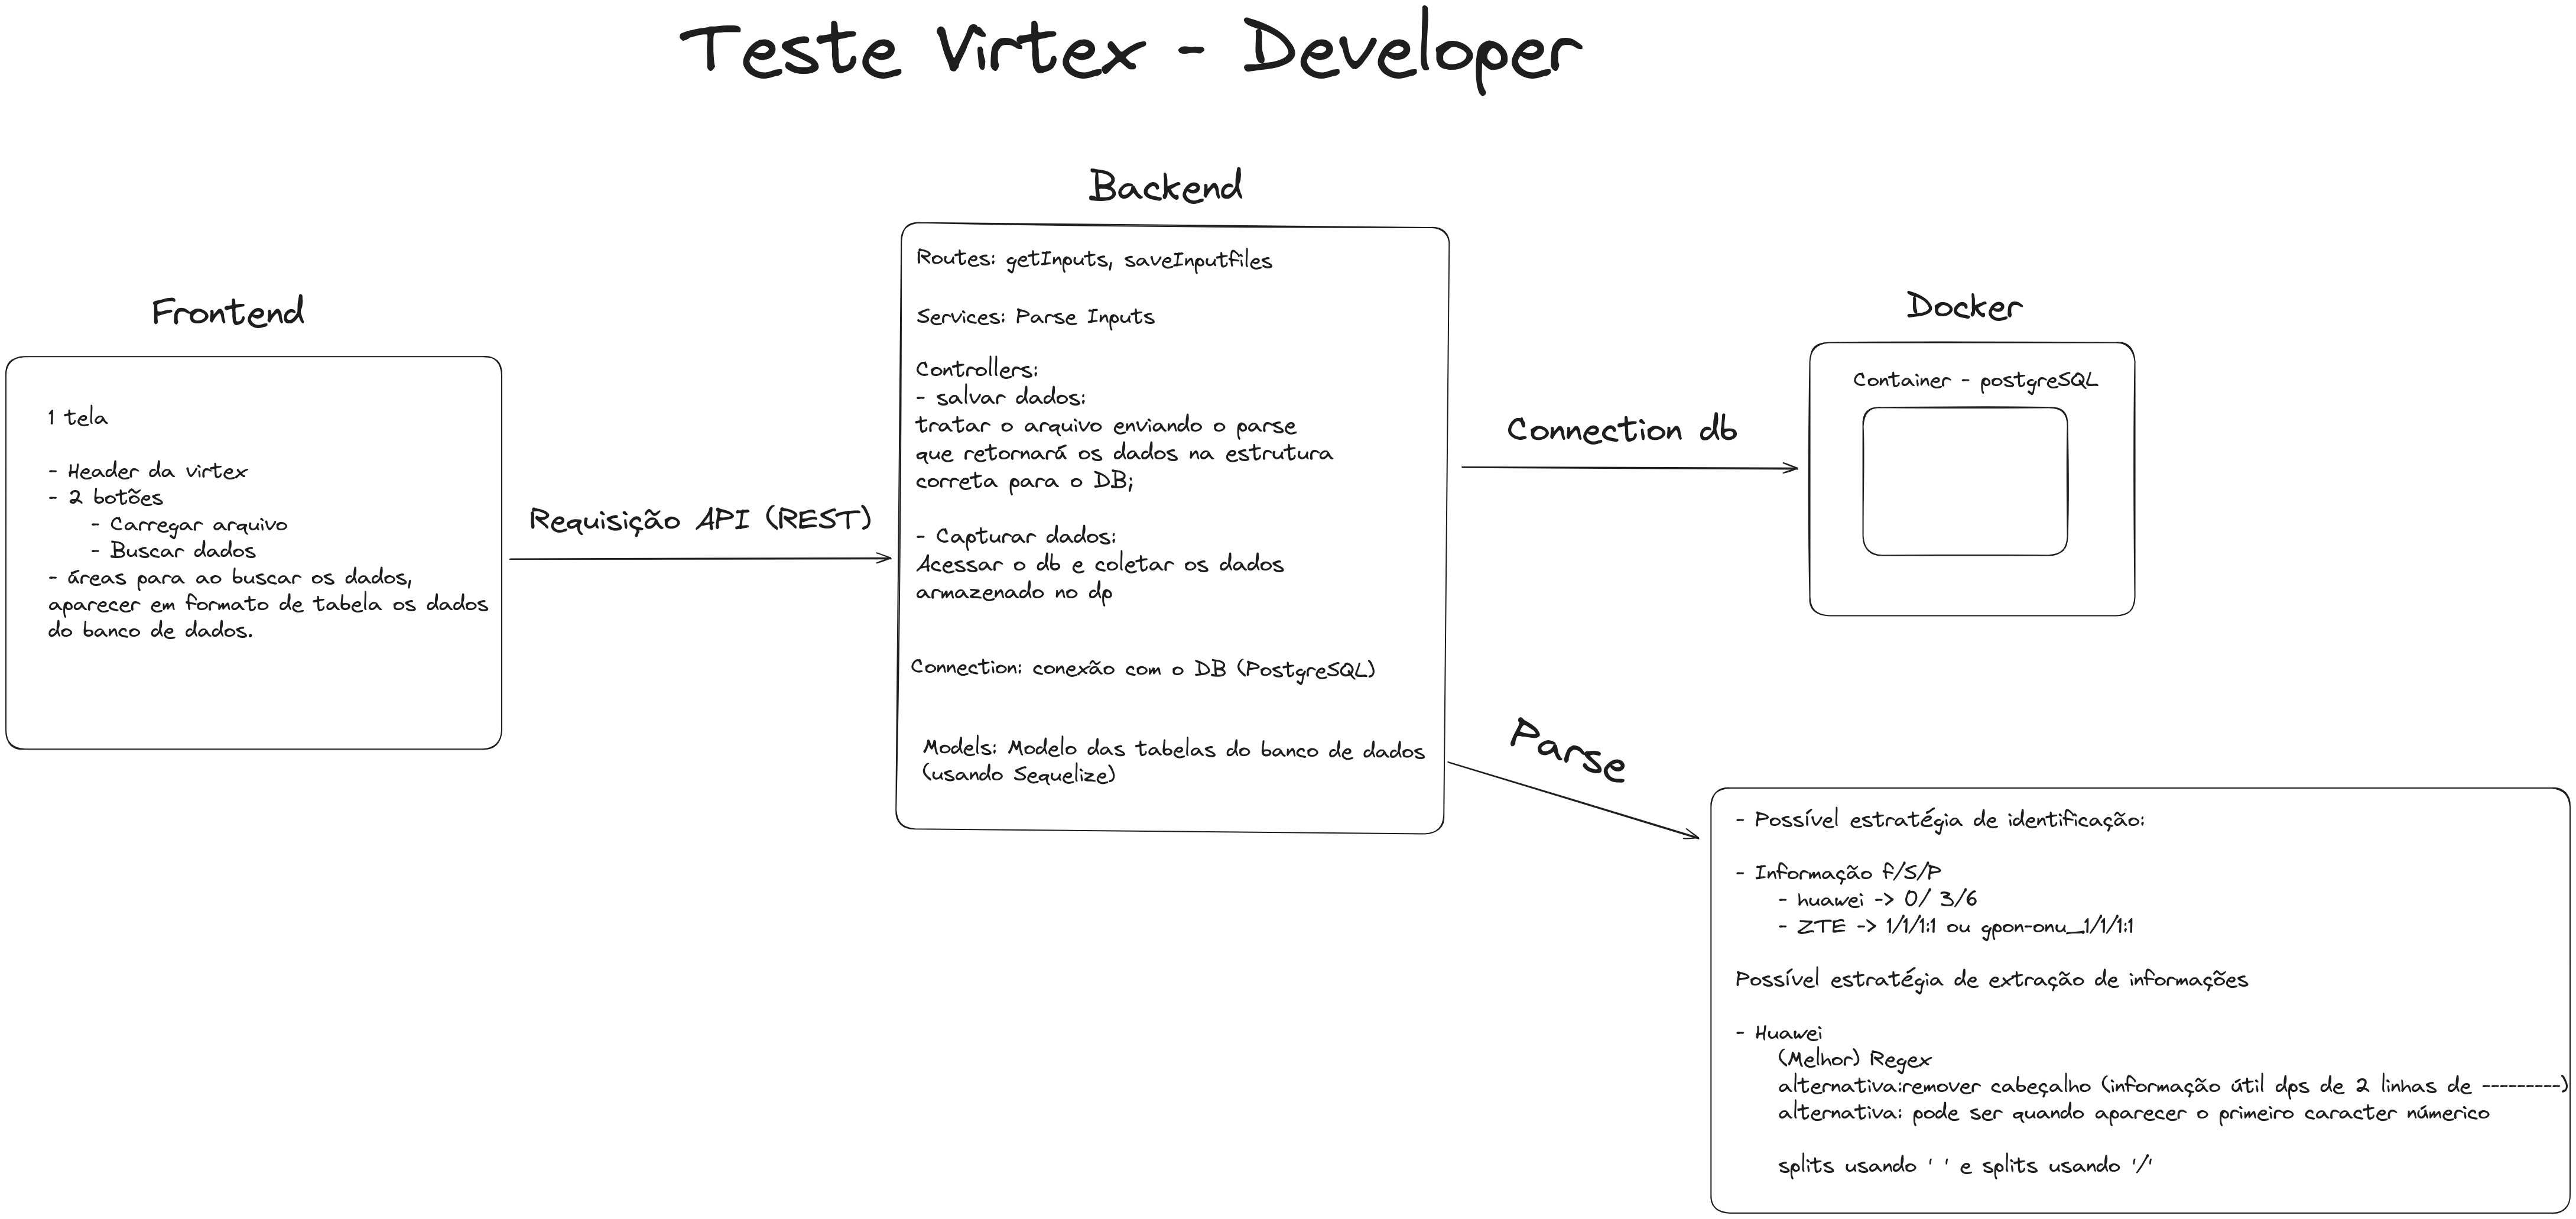 Teste Virtex - Developer
Frontend
1 tela
- Header da virtex
- 2 botões
- Carregar arquivo
- Buscar dados
- áreas para ao buscar os dados,
aparecer em formato de tabela os dados
do banco de dados.
Requisição API (REST)
Backend
Routes: getInputs, saveInputfiles
Services: Parse Inputs
Controllers:
- salvar dados:
tratar o arquivo enviando o parse
que retornará os dados na estrutura
correta para o DB;
- Capturar dados:
Acessar o db e coletar os dados
armazenado no dp
Connection: conexão com o DB (PostgreSQL)
Models: Modelo das tabelas do banco de dados
(usando Sequelize)
Connection db
Docker
Container - postgreSQL
Parse
- Possível estratégia de identificação:
- Informação f/S/P
- huawei -> 0/ 3/6
- ZTE -> 1/1/1:1 ou gpon-onu_1/1/1:1
Possível estratégia de extração de informações
- Huawei
(Melhor) Regex
alternativa:remover cabeçalho (informação útil dps de 2 linhas de ---------)
alternativa: pode ser quando aparecer o primeiro caracter númerico
splits usando ' ' e splits usando '/'